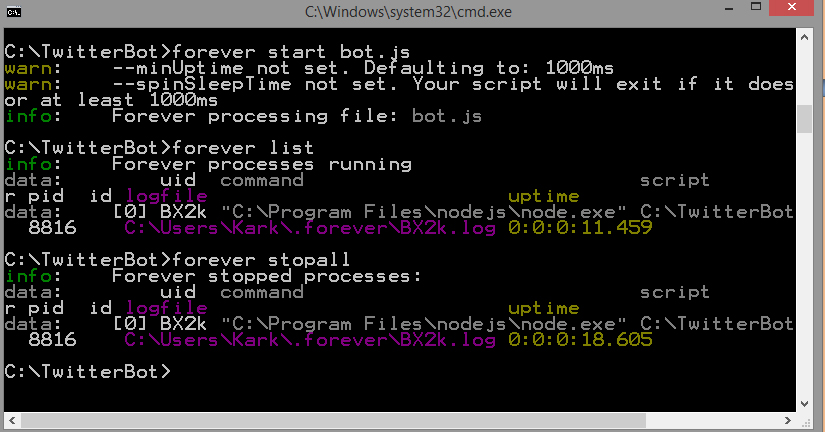 C:\Windows\system32\cmd.exe
C:\TwitterBot>forever start bot.js
warn:    --minUptime not set. Defaulting to: 1000ms
warn:    --spinSleepTime not set. Your script will exit if it does
or at least 1000ms
info:    Forever processing file: bot.js
C:\TwitterBot>forever list
info:    Forever processes running
data:        uid  command                             script
r pid  id logfile                        uptime
data:    [0] BX2k "C:\Program Files\nodejs\node.exe" C:\TwitterBot
  8816    C:\Users\Kark\.forever\BX2k.log 0:0:0:11.459
C:\TwitterBot>forever stopall
info:    Forever stopped processes:
data:        uid  command                             script
r pid  id logfile                        uptime
data:    [0] BX2k "C:\Program Files\nodejs\node.exe" C:\TwitterBot
  8816    C:\Users\Kark\.forever\BX2k.log 0:0:0:18.605
C:\TwitterBot>